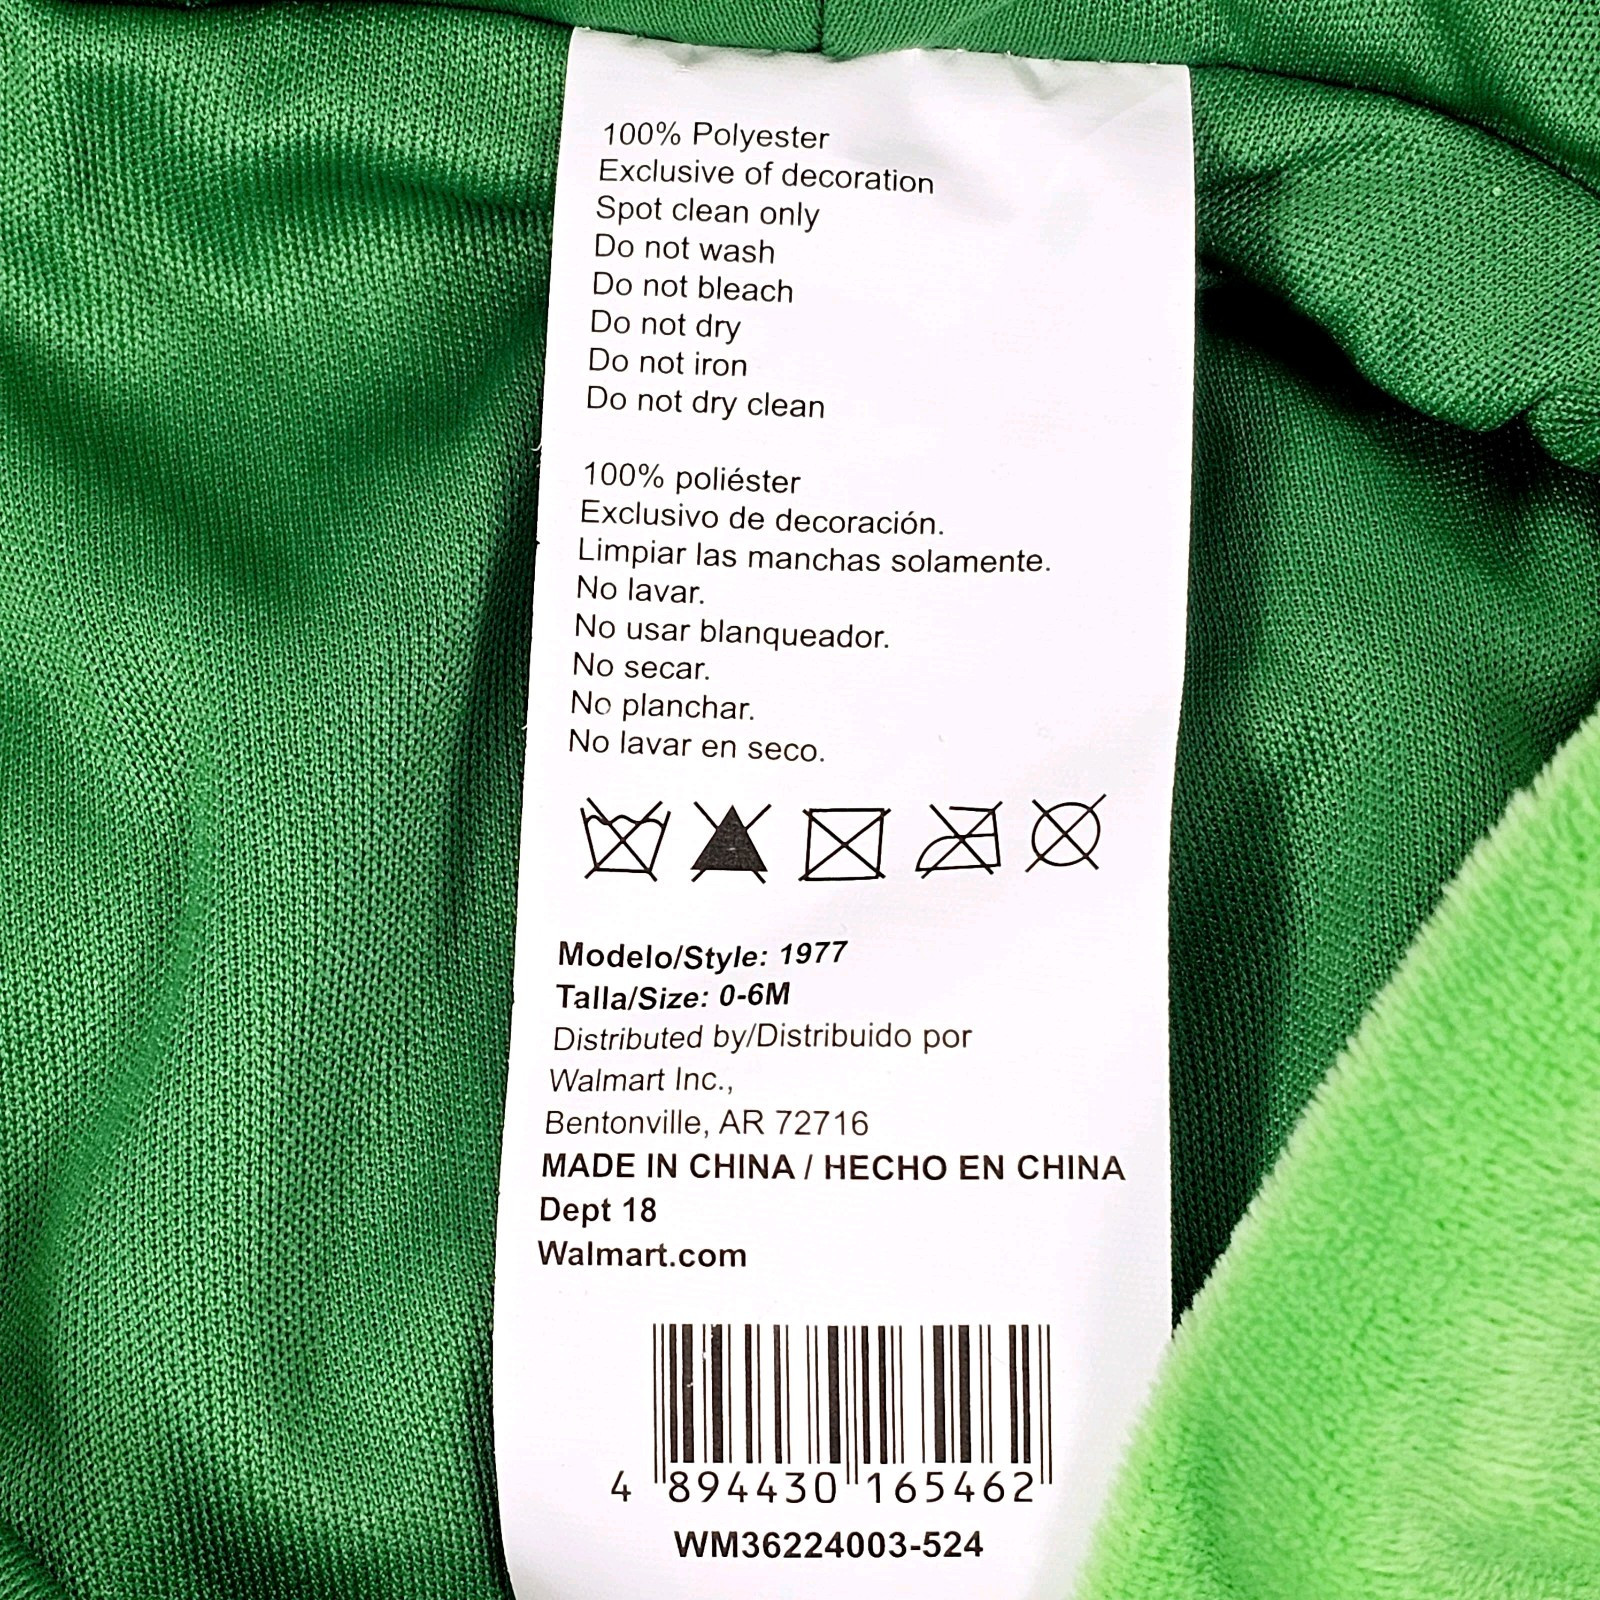 100% Polyester
Exclusive of decoration
Spot clean only
Do not wash
Do not bleach
Do not dry
Do not iron
Do not dry clean
100% poliéster
Exclusivo de decoración.
Limpiar las manchas solamente.
No lavar.
No usar blanqueador.
No secar.
No planchar.
No lavar en seco.
Modelo/Style: 1977
Talla/Size: 0-6M
Distributed by/Distribuido por
Walmart Inc.,
Bentonville, AR 72716
MADE IN CHINA / HECHO EN CHINA
Dept 18
Walmart.com
4 894430 165462
WM36224003-524